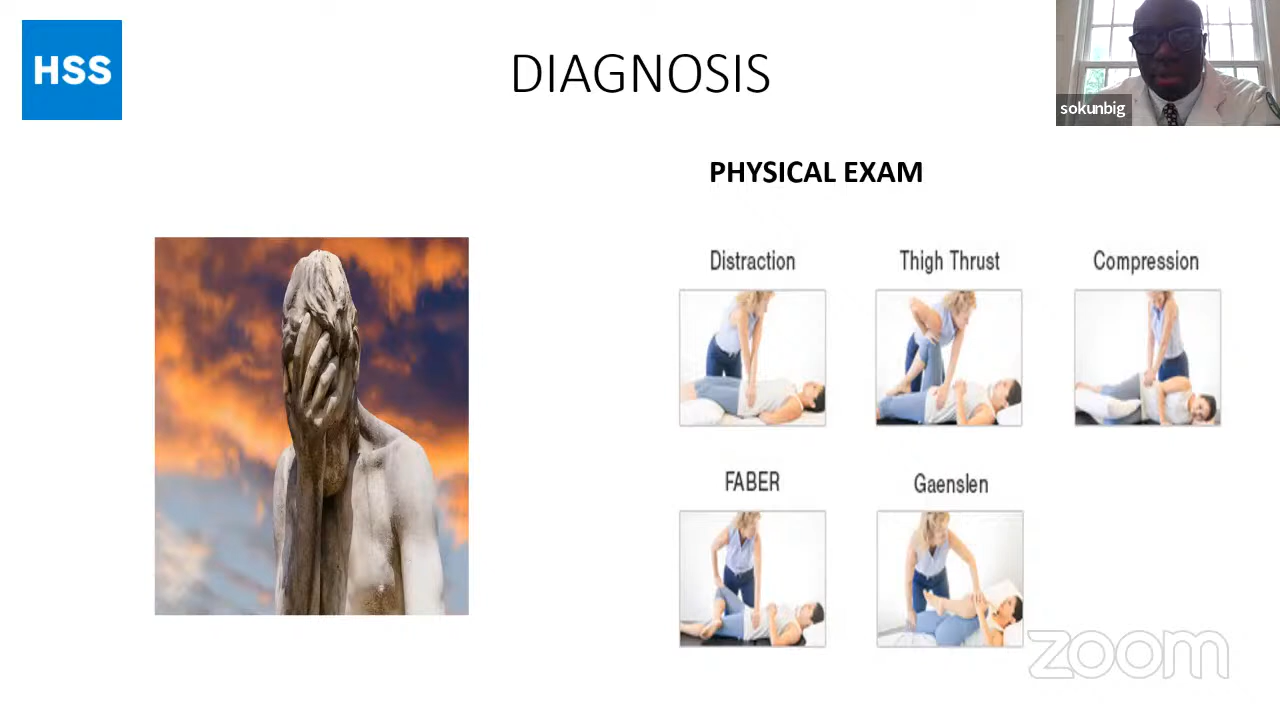 HSS
DIAGNOSIS
sokunbig
PHYSICAL EXAM
Distraction
Thigh Thrust
Compression
FABER
Gaenslen
zoom